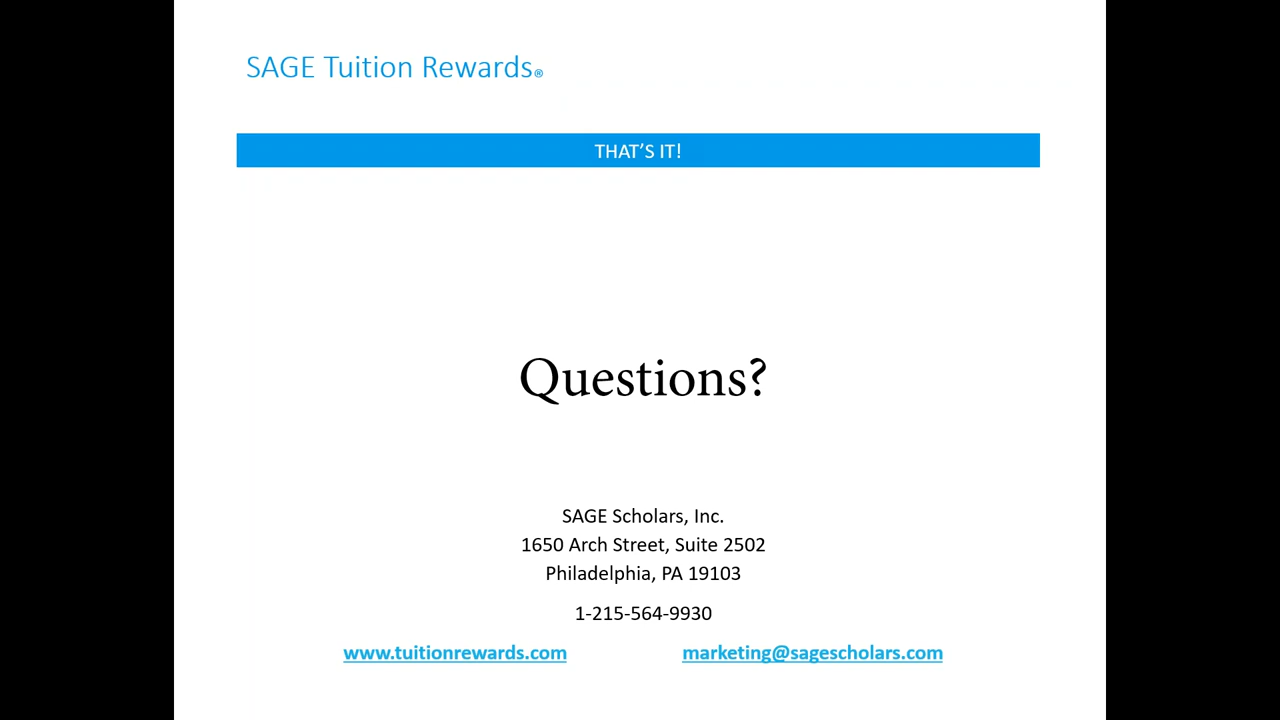 SAGE Tuition Rewards®
THAT’S IT!
Questions?
SAGE Scholars, Inc.
1650 Arch Street, Suite 2502
Philadelphia, PA 19103
1-215-564-9930
www.tuitionrewards.com marketing@sagescholars.com